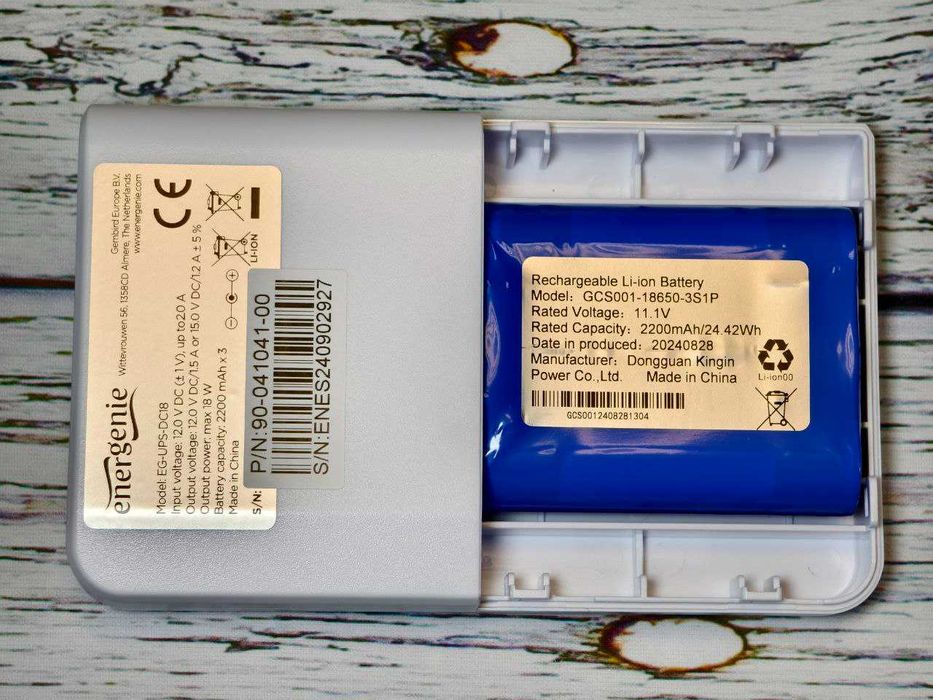 energenie
Gembird Europe B.V.
Wittevrouwen 56, 1358CD Almere, The Netherlands
www.energenie.com
Model: EG-UPS-DC18
Input voltage: 12.0 V DC (± 1 V), up to 2.0 A
Output voltage: 12.0 V DC/1.5 A or 15.0 V DC/1.2 A ± 5 %
Output power: max 18 W
Battery capacity: 2200 mAh x 3
Made in China
S/N:
CE
LI-ION
P/N:90-041041-00
S/N:ENES240902927
Rechargeable Li-ion Battery
Model: GCS001-18650-3S1P
Rated Voltage: 11.1V
Rated Capacity: 2200mAh/24.42Wh
Date in produced: 20240828
Manufacturer: Dongguan Kingin
Power Co.,Ltd. Made in China
GCS0012408281304
Li-ion00